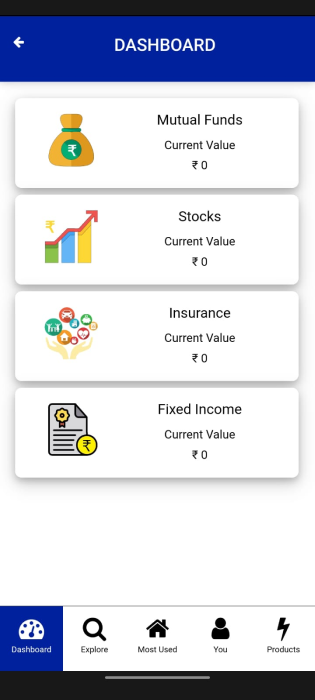 DASHBOARD
Mutual Funds
Current Value
₹ 0
₹
Stocks
Current Value
₹ 0
₹
Insurance
Current Value
₹ 0
Fixed Income
Current Value
₹ 0
₹
Dashboard
Explore
Most Used
You
Products